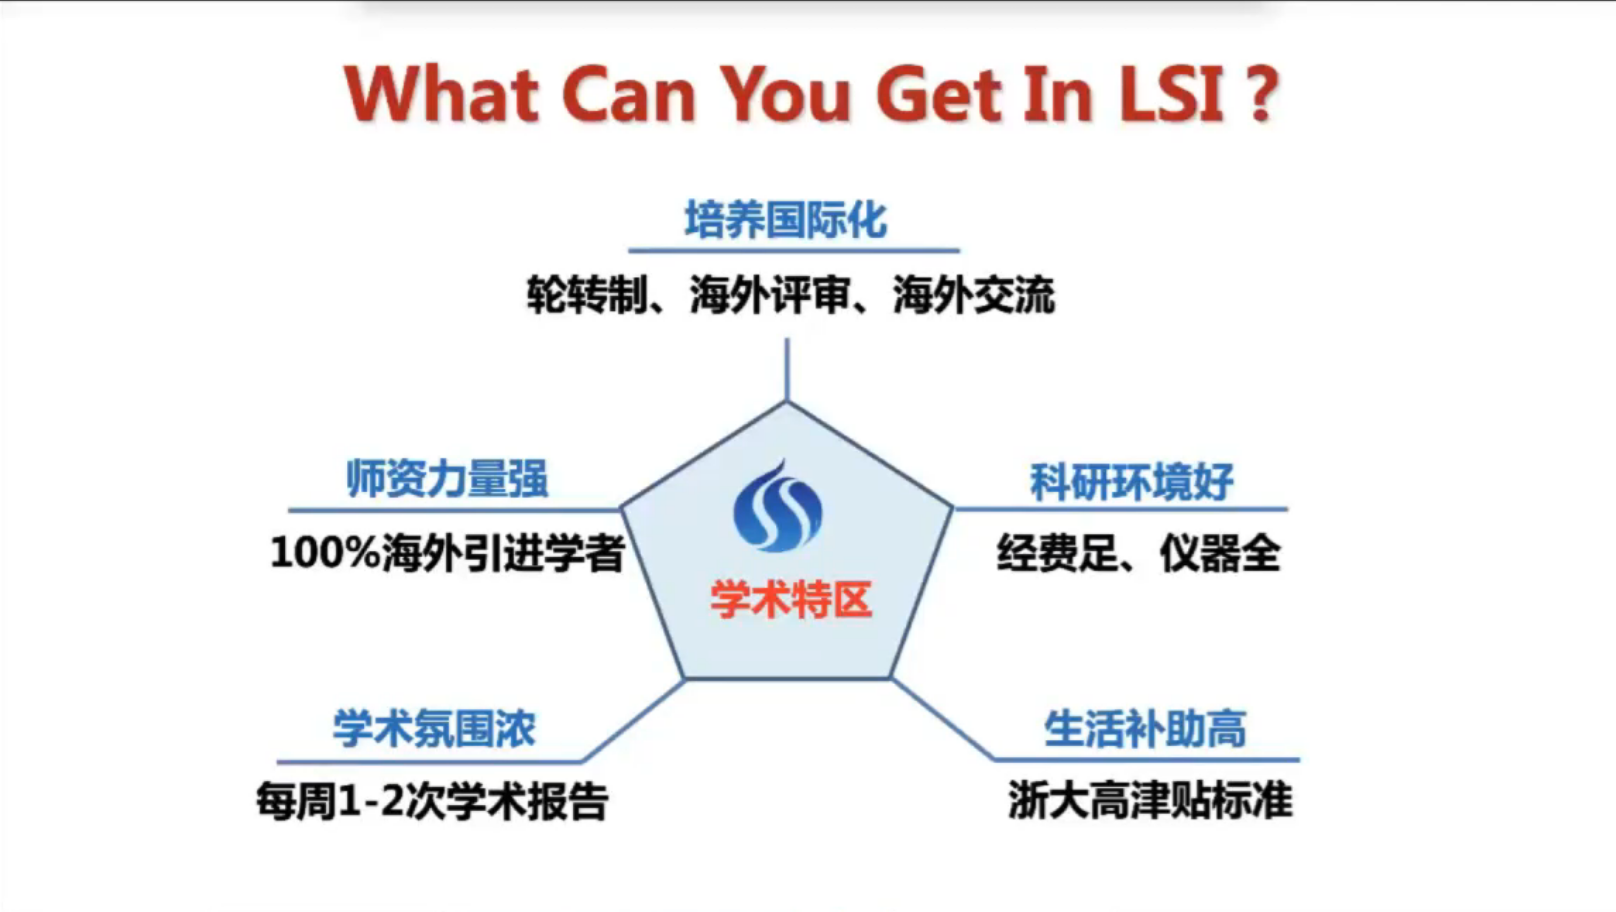 What Can You Get In LSI ?
培养国际化
轮转制、海外评审、海外交流
师资力量强
100%海外引进学者
科研环境好
经费足、仪器全
学术特区
学术氛围浓
每周1-2次学术报告
生活补助高
浙大高津贴标准